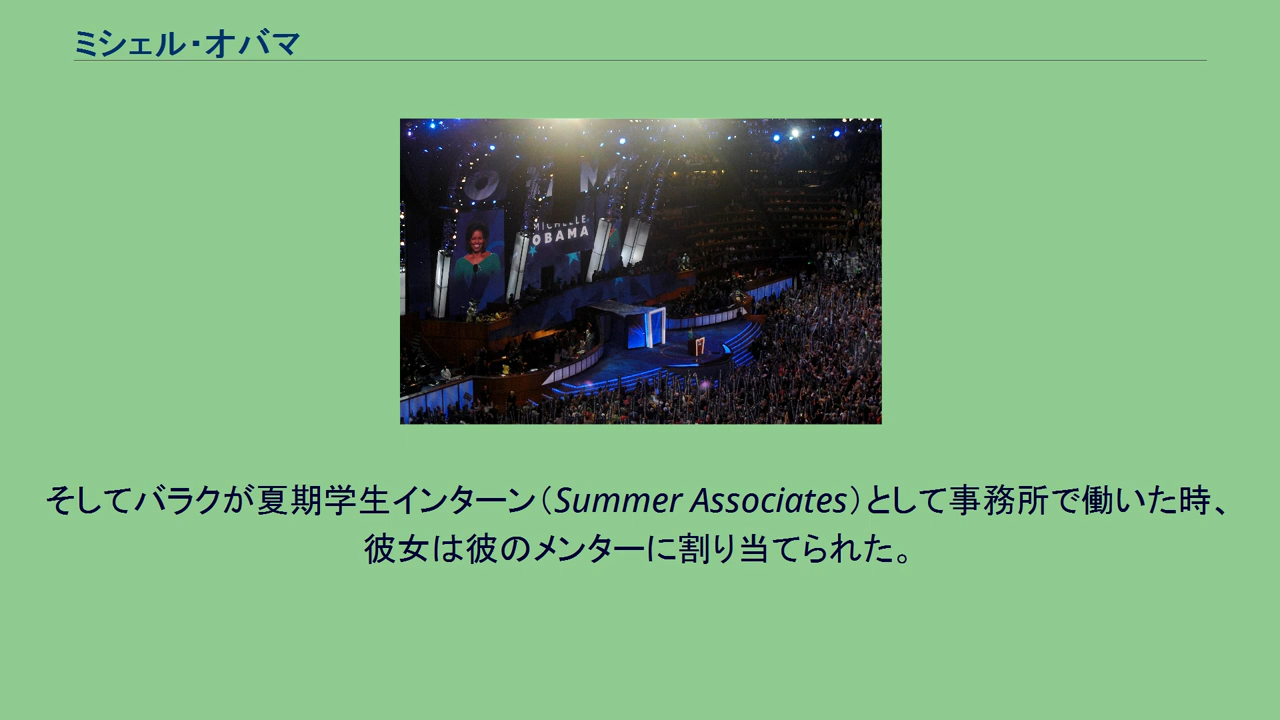 ミシェル・オバマ
MICHELLE
OBAMA
そしてバラクが夏期学生インターン（Summer Associates）として事務所で働いた時、
彼女は彼のメンターに割り当てられた。